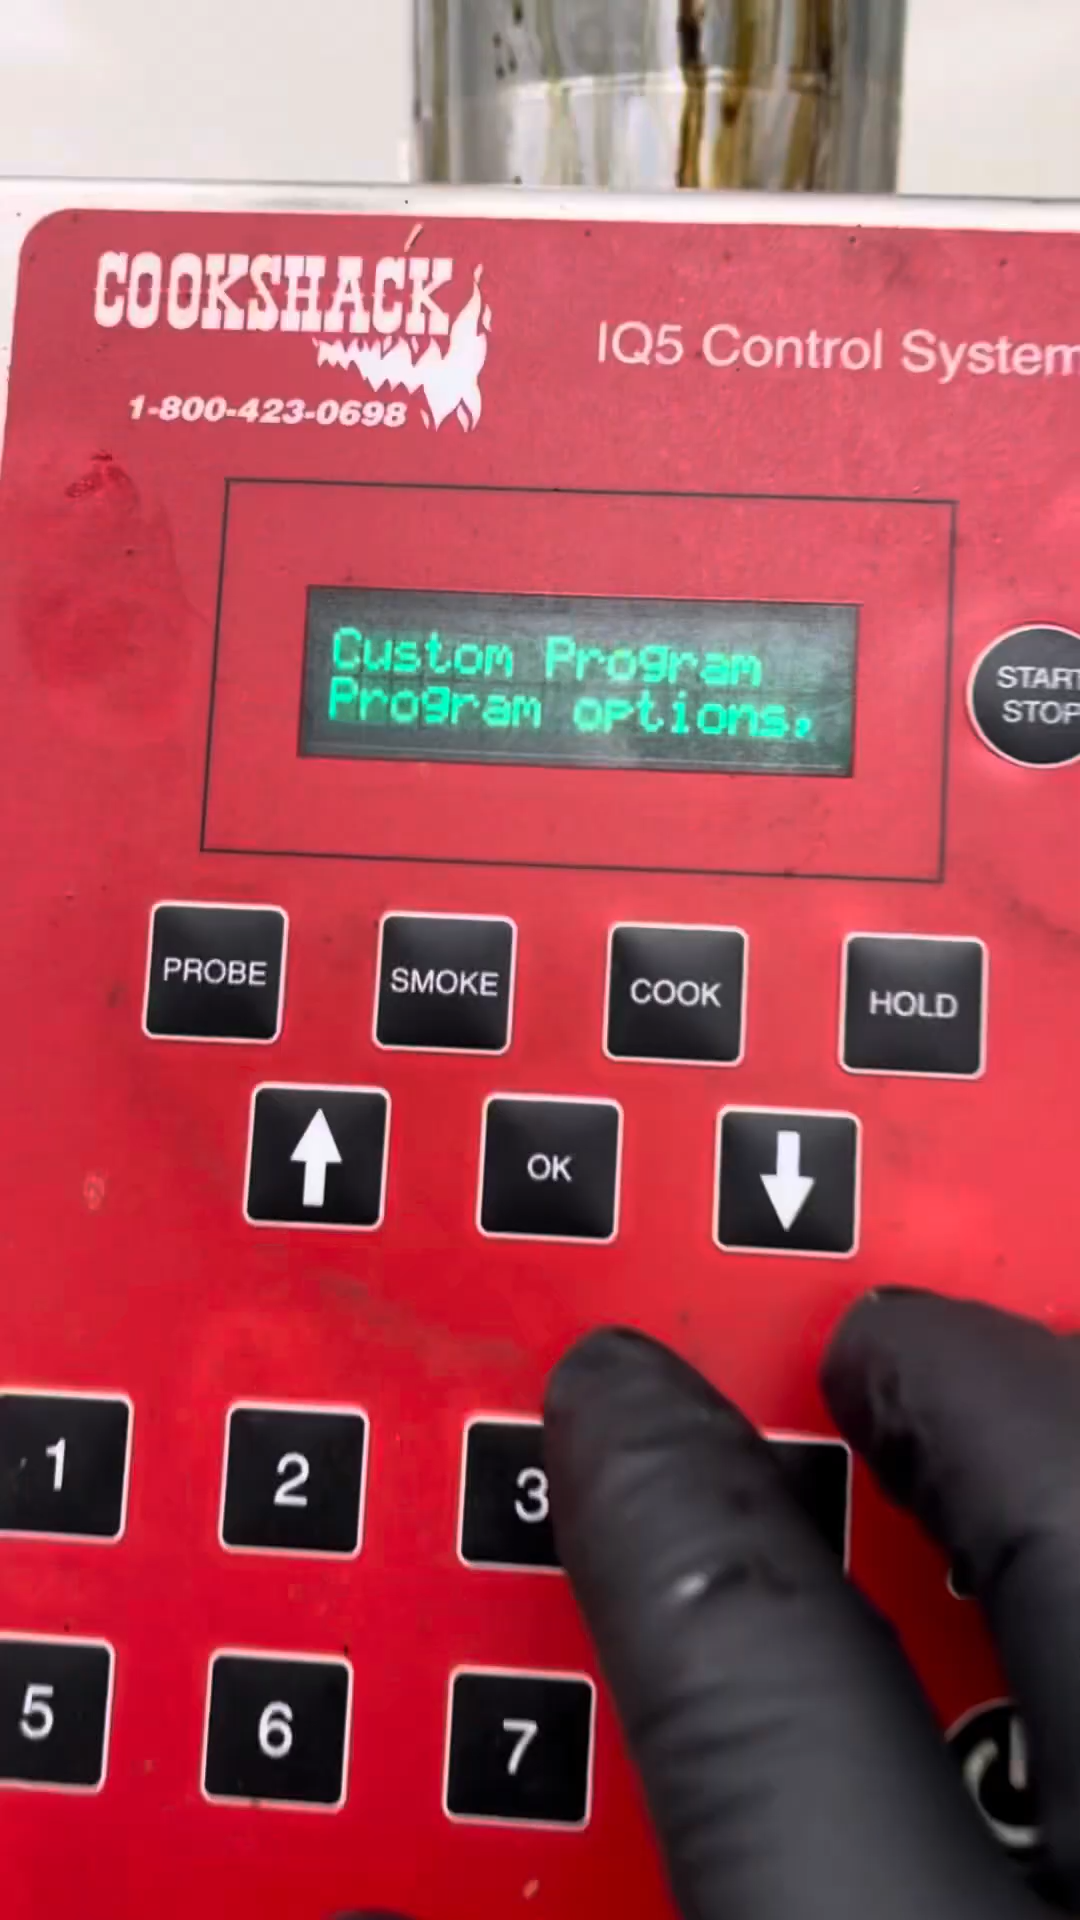 COOKSHACK
1-800-423-0698
IQ5 Control System
Custom Program
Program options.
START
STOP
PROBE
SMOKE
COOK
HOLD
OK
1
2
3
5
6
7